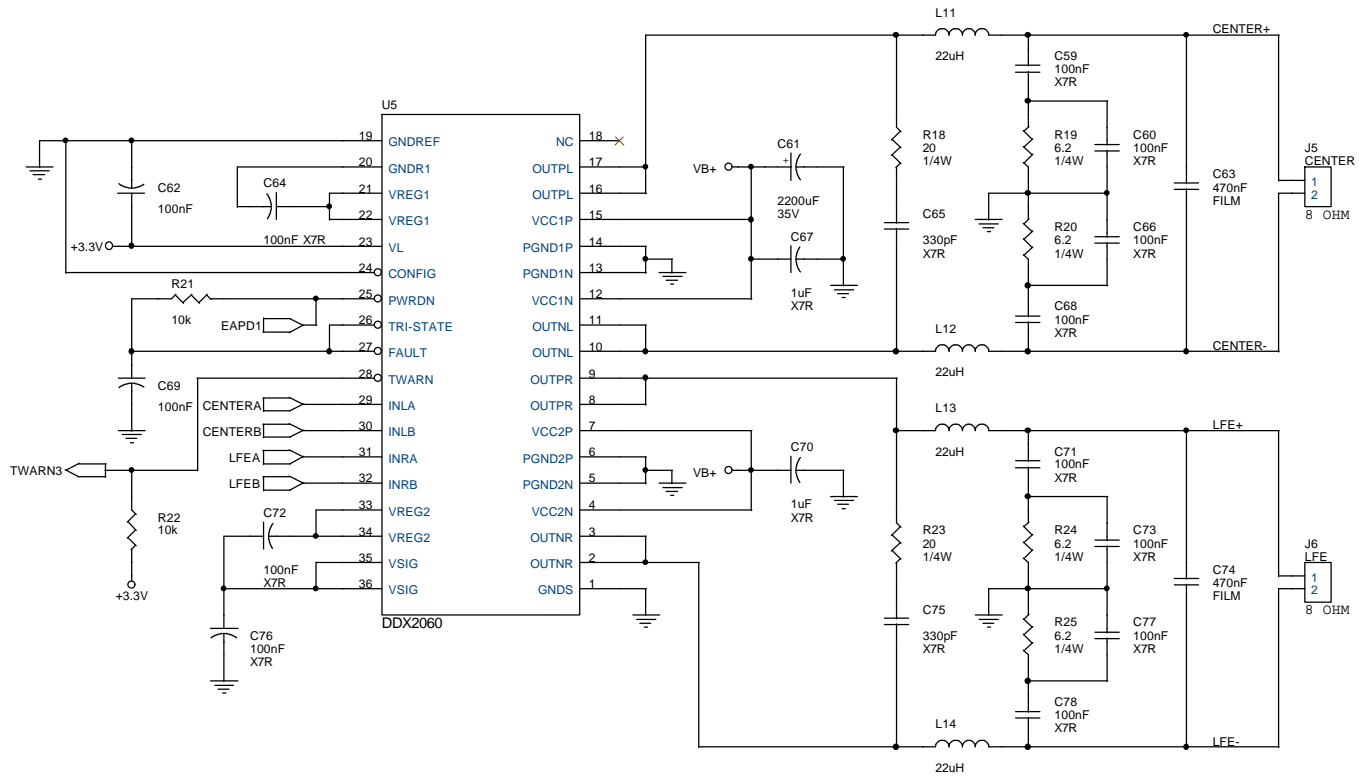 L11
22uH
CENTER+
C59
100nF
X7R
U5
19
GNDREF
20
GNDR1
21
VREG1
22
VREG1
23
VL
24
CONFIG
25
PWRDN
26
TRI-STATE
27
FAULT
28
TWARN
29
INLA
30
INLB
31
INRA
32
INRB
33
VREG2
34
VREG2
35
VSIG
36
VSIG
NC
18
OUTPL
17
OUTPL
16
VCC1P
15
PGND1P
14
PGND1N
13
VCC1N
12
OUTNL
11
OUTNL
10
OUTPR
9
OUTPR
8
VCC2P
7
PGND2P
6
PGND2N
5
VCC2N
4
OUTNR
3
OUTNR
2
GNDS
1
DDX2060
C62
100nF
C64
100nF X7R
+3.3V
R21
10k
EAPD1
C69
100nF
CENTERA
CENTERB
LFEA
LFEB
TWARN3
R22
10k
+3.3V
C72
100nF
X7R
C76
100nF
X7R
VB+
C61
+
2200uF
35V
C67
1uF
X7R
VB+
C70
1uF
X7R
R18
20
1/4W
C65
330pF
X7R
R19
6.2
1/4W
C60
100nF
X7R
R20
6.2
1/4W
C66
100nF
X7R
C63
470nF
FILM
C68
100nF
X7R
L12
22uH
CENTER-
J5
CENTER
1
2
8 OHM
L13
22uH
LFE+
C71
100nF
X7R
R23
20
1/4W
C75
330pF
X7R
R24
6.2
1/4W
C73
100nF
X7R
R25
6.2
1/4W
C77
100nF
X7R
C74
470nF
FILM
C78
100nF
X7R
L14
22uH
LFE-
J6
LFE
1
2
8 OHM